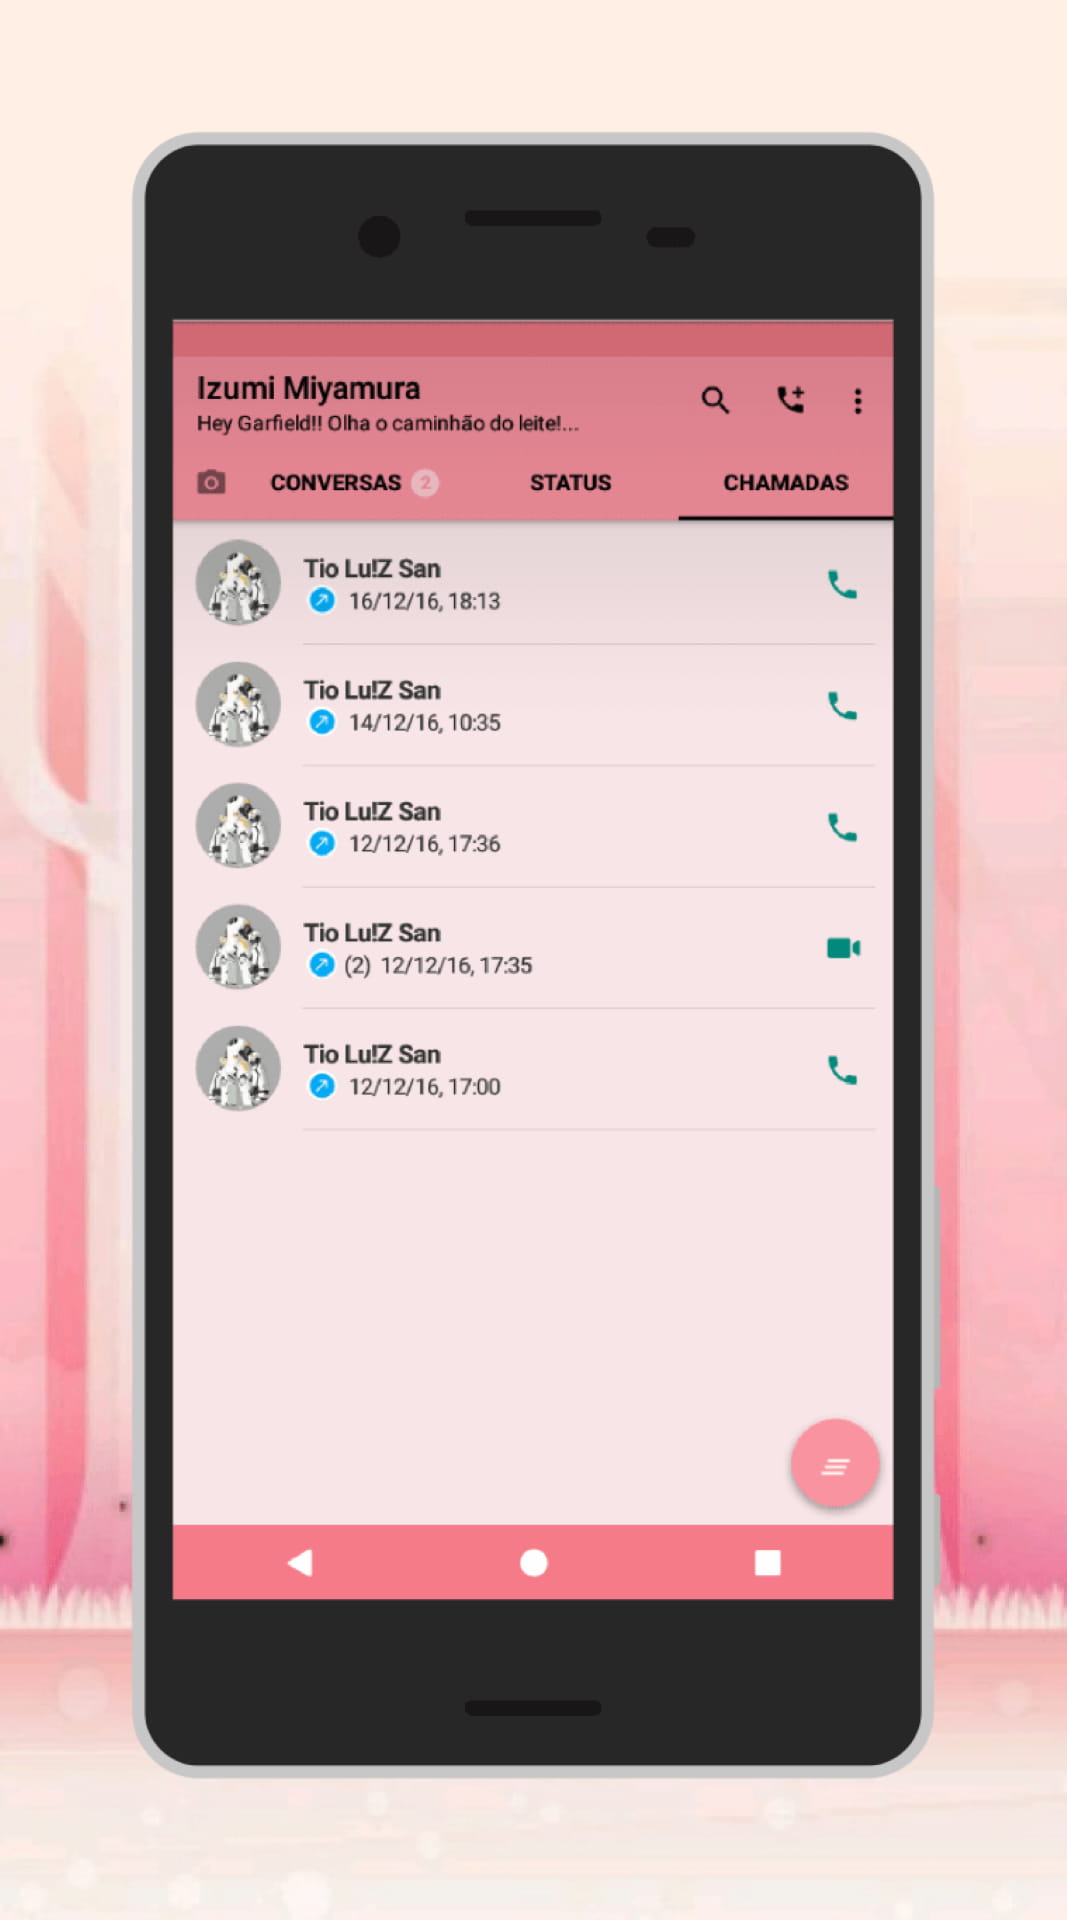 Izumi Miyamura
Hey Garfield!! Olha o caminhão do leite!...
CONVERSAS 2 STATUS CHAMADAS
Tio Lu!Z San
16/12/16, 18:13
Tio Lu!Z San
14/12/16, 10:35
Tio Lu!Z San
12/12/16, 17:36
Tio Lu!Z San
(2) 12/12/16, 17:35
Tio Lu!Z San
12/12/16, 17:00